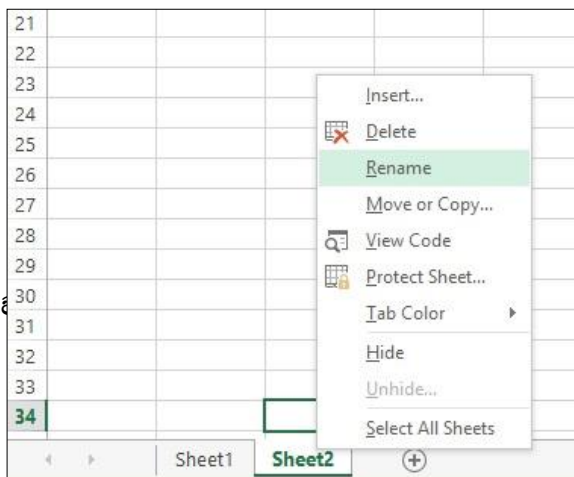 21
22
23
Insert...
24
Delete
25
26
Rename
27
Move or Copy...
28
View Code
29
Protect Sheet...
30
Tab Color
31
32
Hide
33
Unhide...
34
Select All Sheets
Sheet1 Sheet2